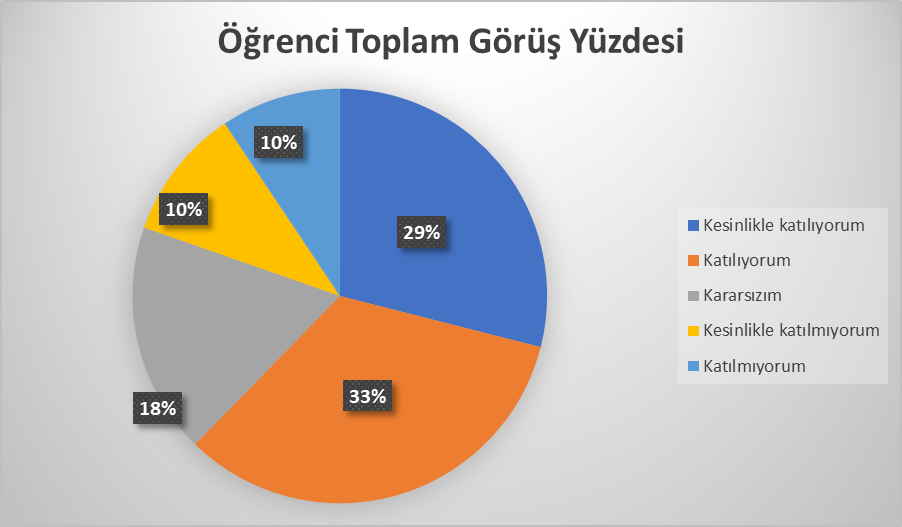 Öğrenci Toplam Görüş Yüzdesi
10%
10%
29%
18%
33%
Kesinlikle katılıyorum
Katılıyorum
Kararsızım
Kesinlikle katılmıyorum
Katılmıyorum